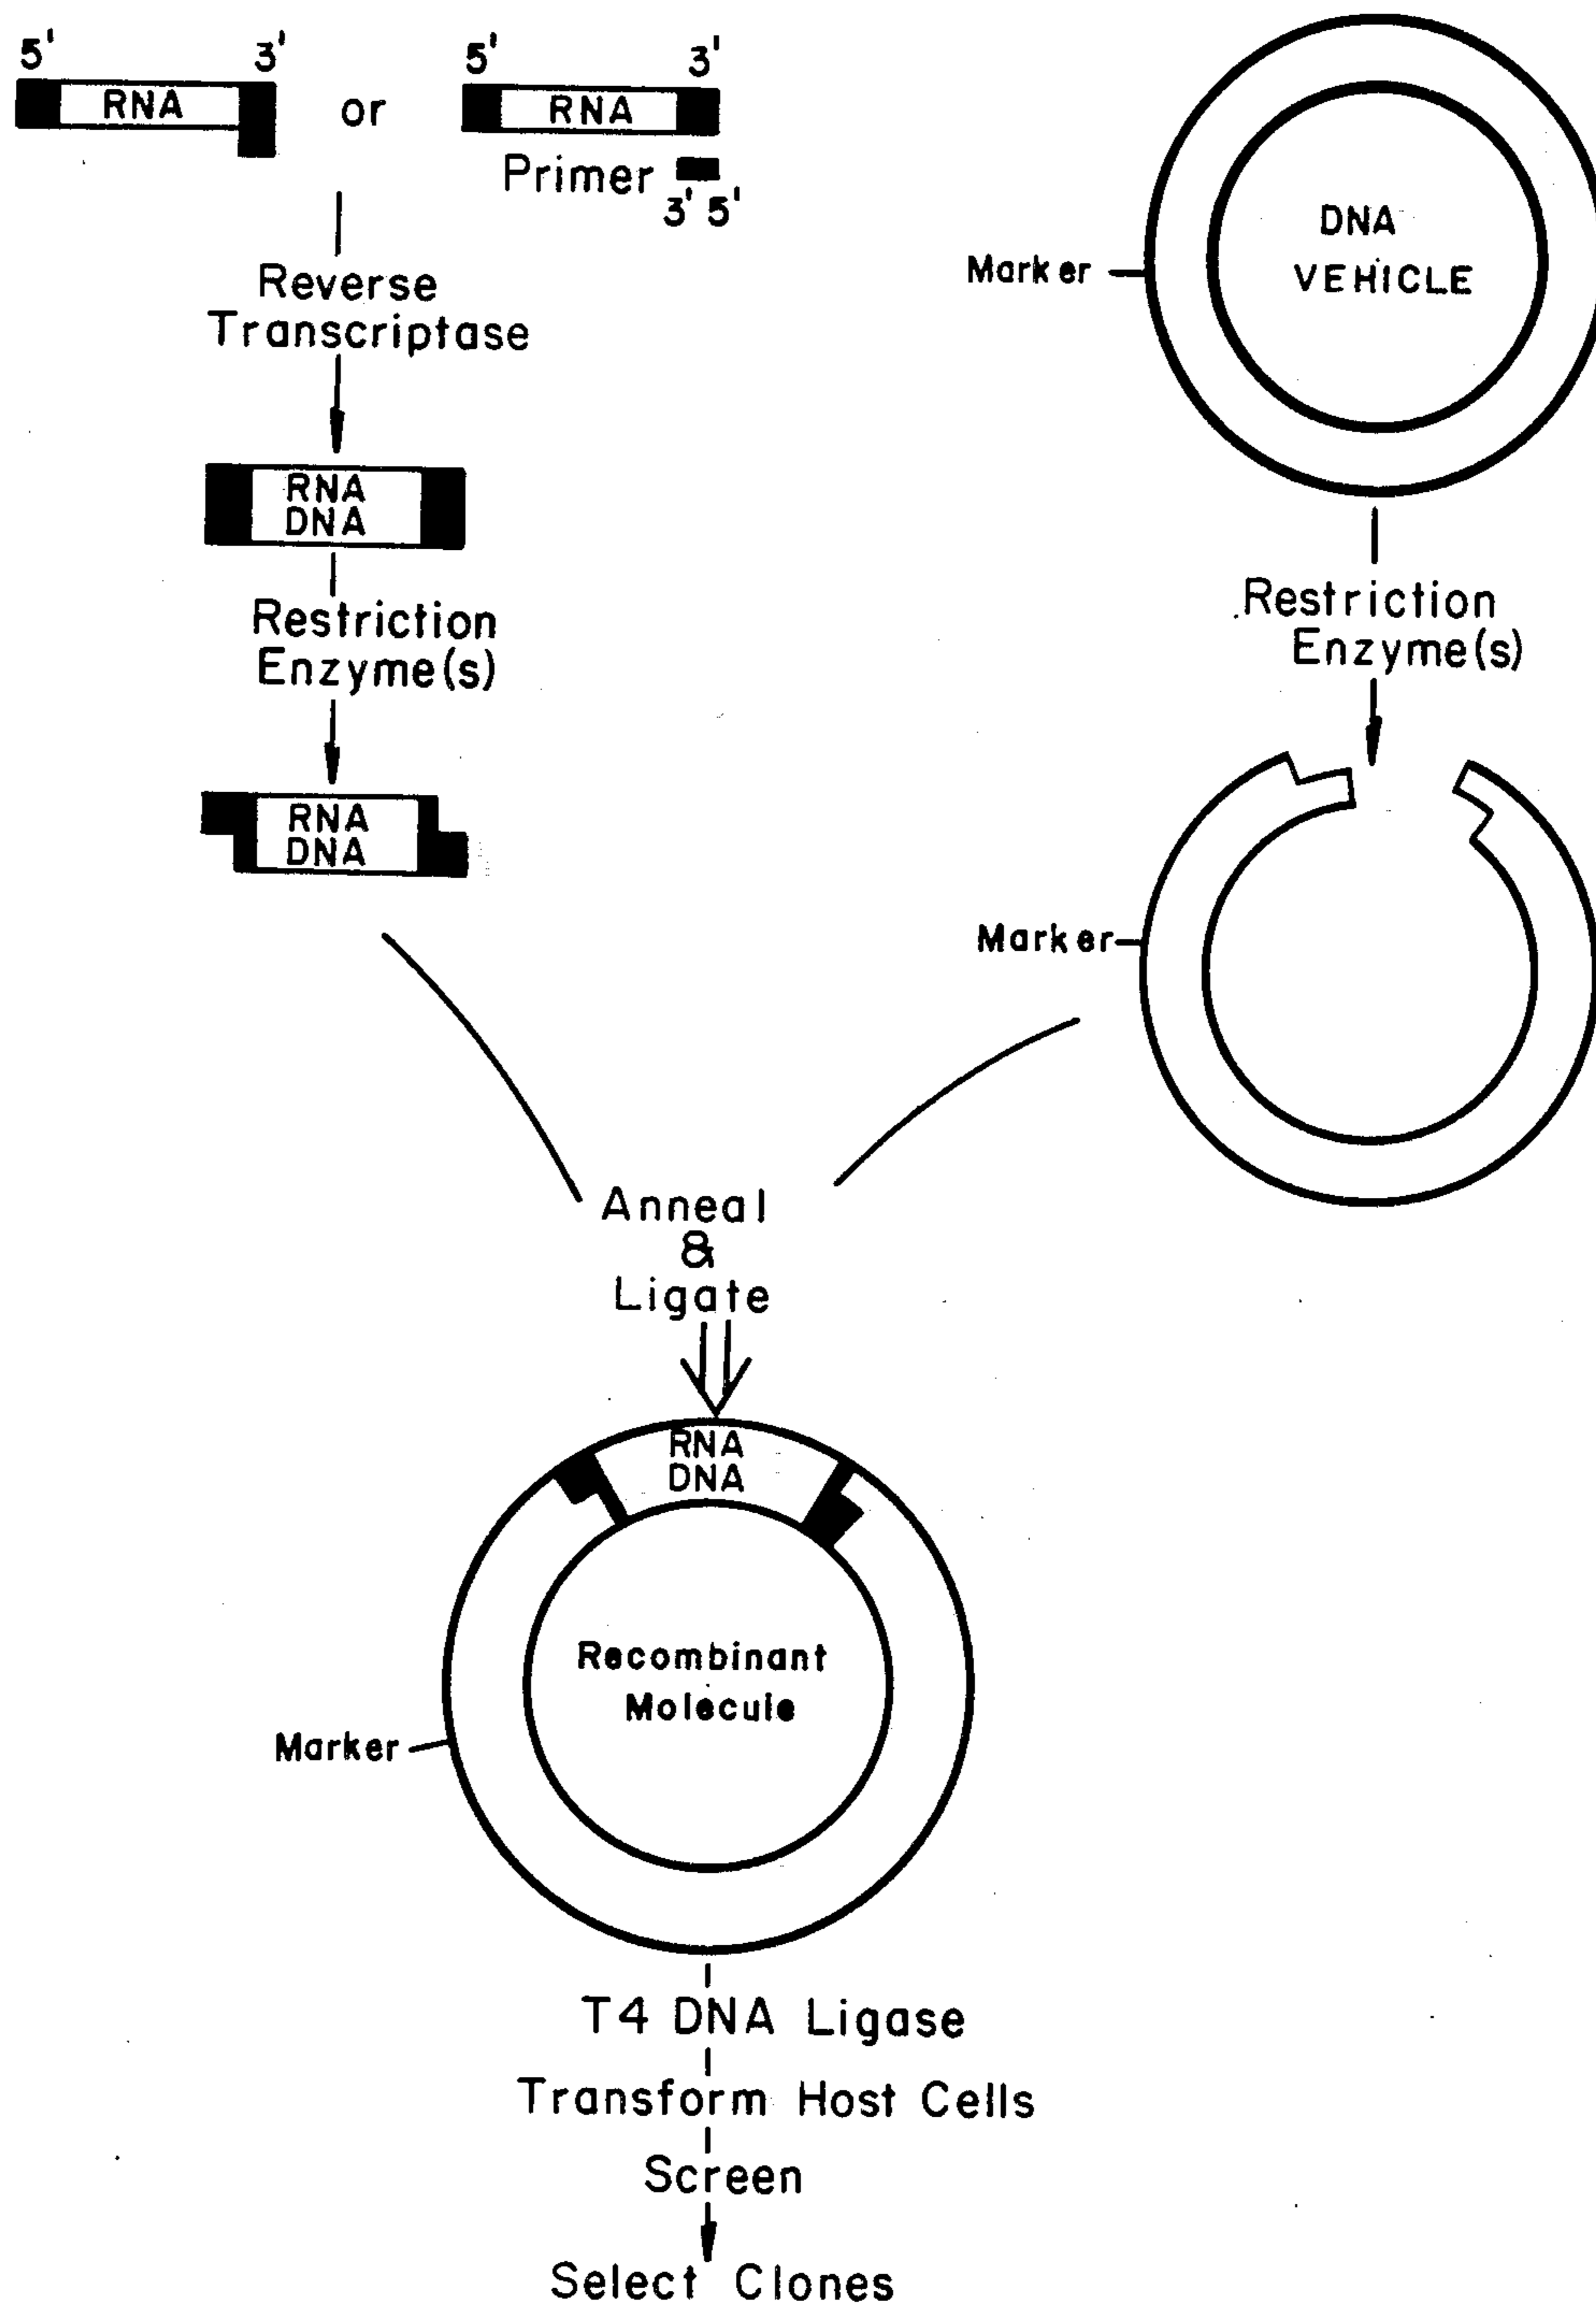 5' 3'
RNA
or
5' 3'
RNA
Primer
3' 5'
Reverse
Transcriptase
RNA
DNA
Restriction
Enzyme(s)
RNA
DNA
DNA
VEHICLE
Marker
Restriction
Enzyme(s)
Marker
Anneal
&
Ligate
RNA
DNA
Recombinant
Molecule
Marker
T4 DNA Ligase
Transform Host Cells
Screen
Select Clones